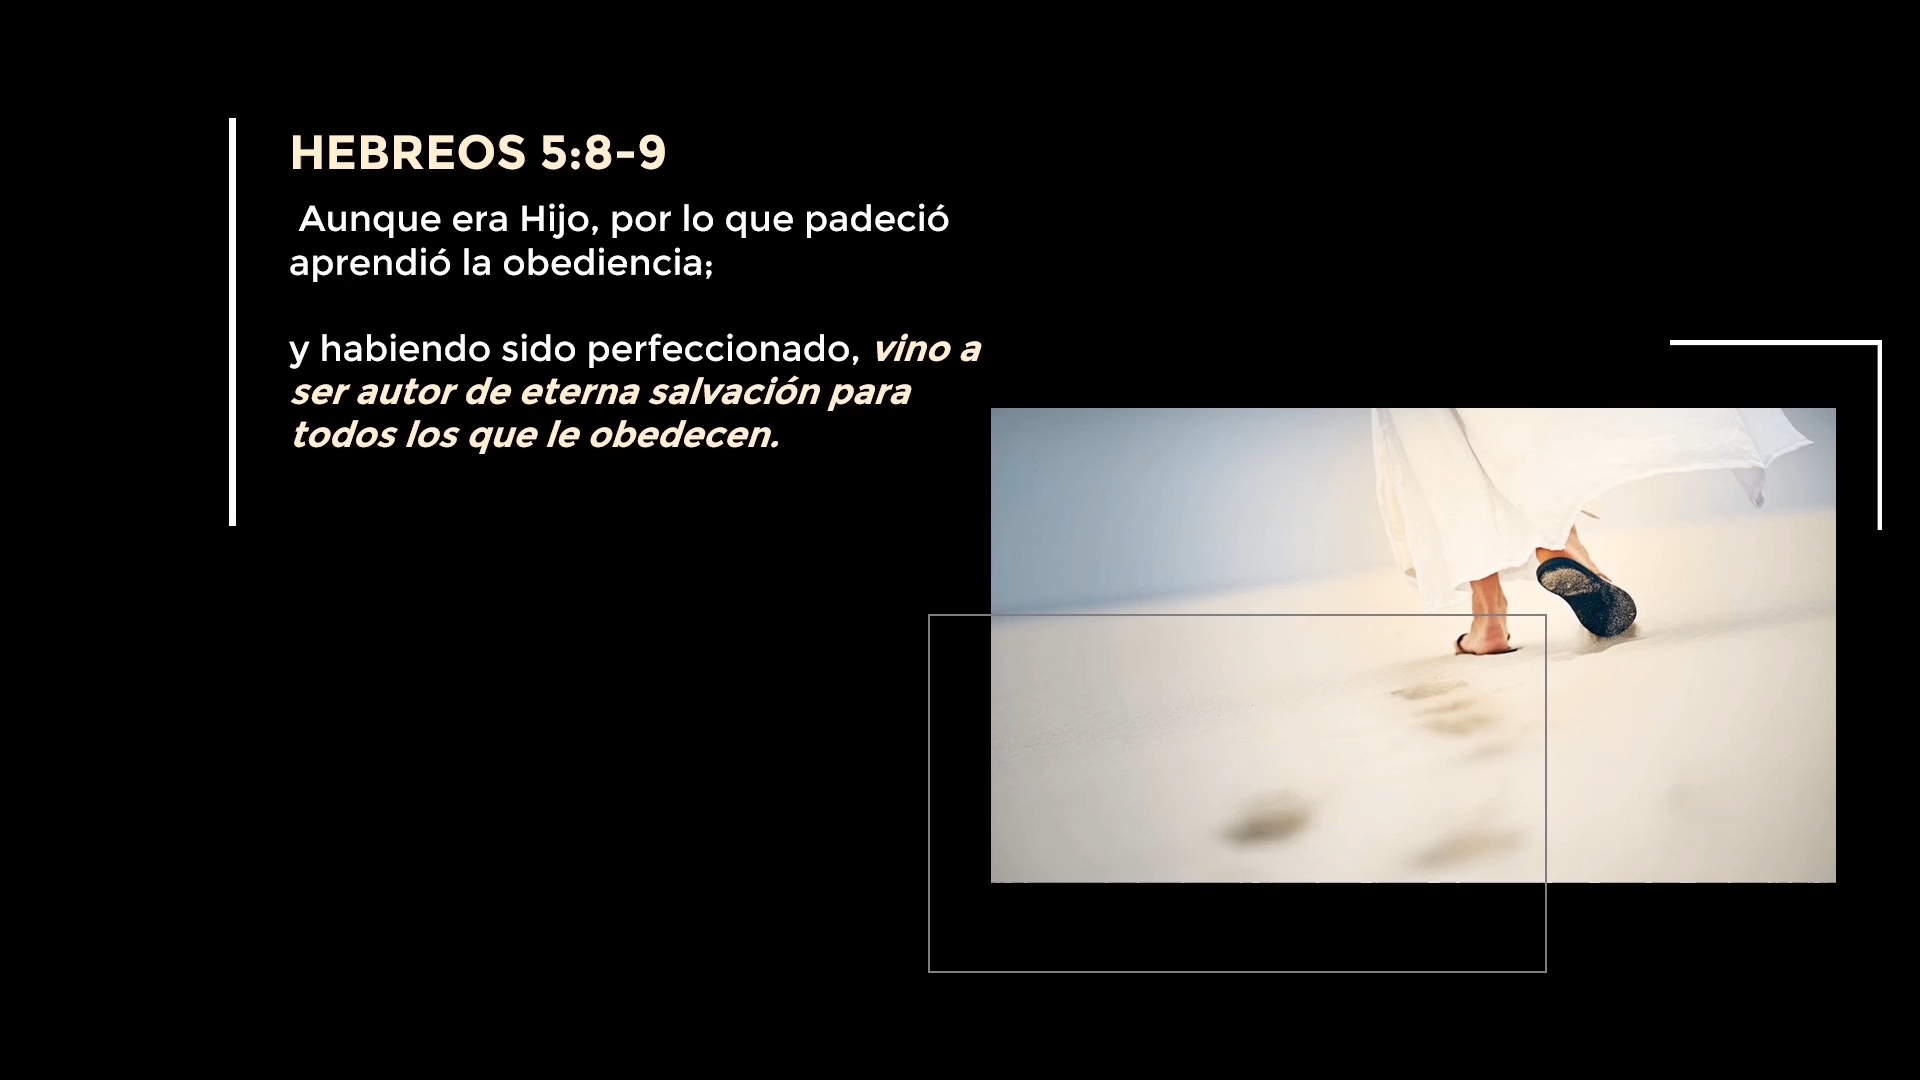 HEBREOS 5:8-9
Aunque era Hijo, por lo que padeció
aprendió la obediencia;
y habiendo sido perfeccionado, vino a
ser autor de eterna salvación para
todos los que le obedecen.